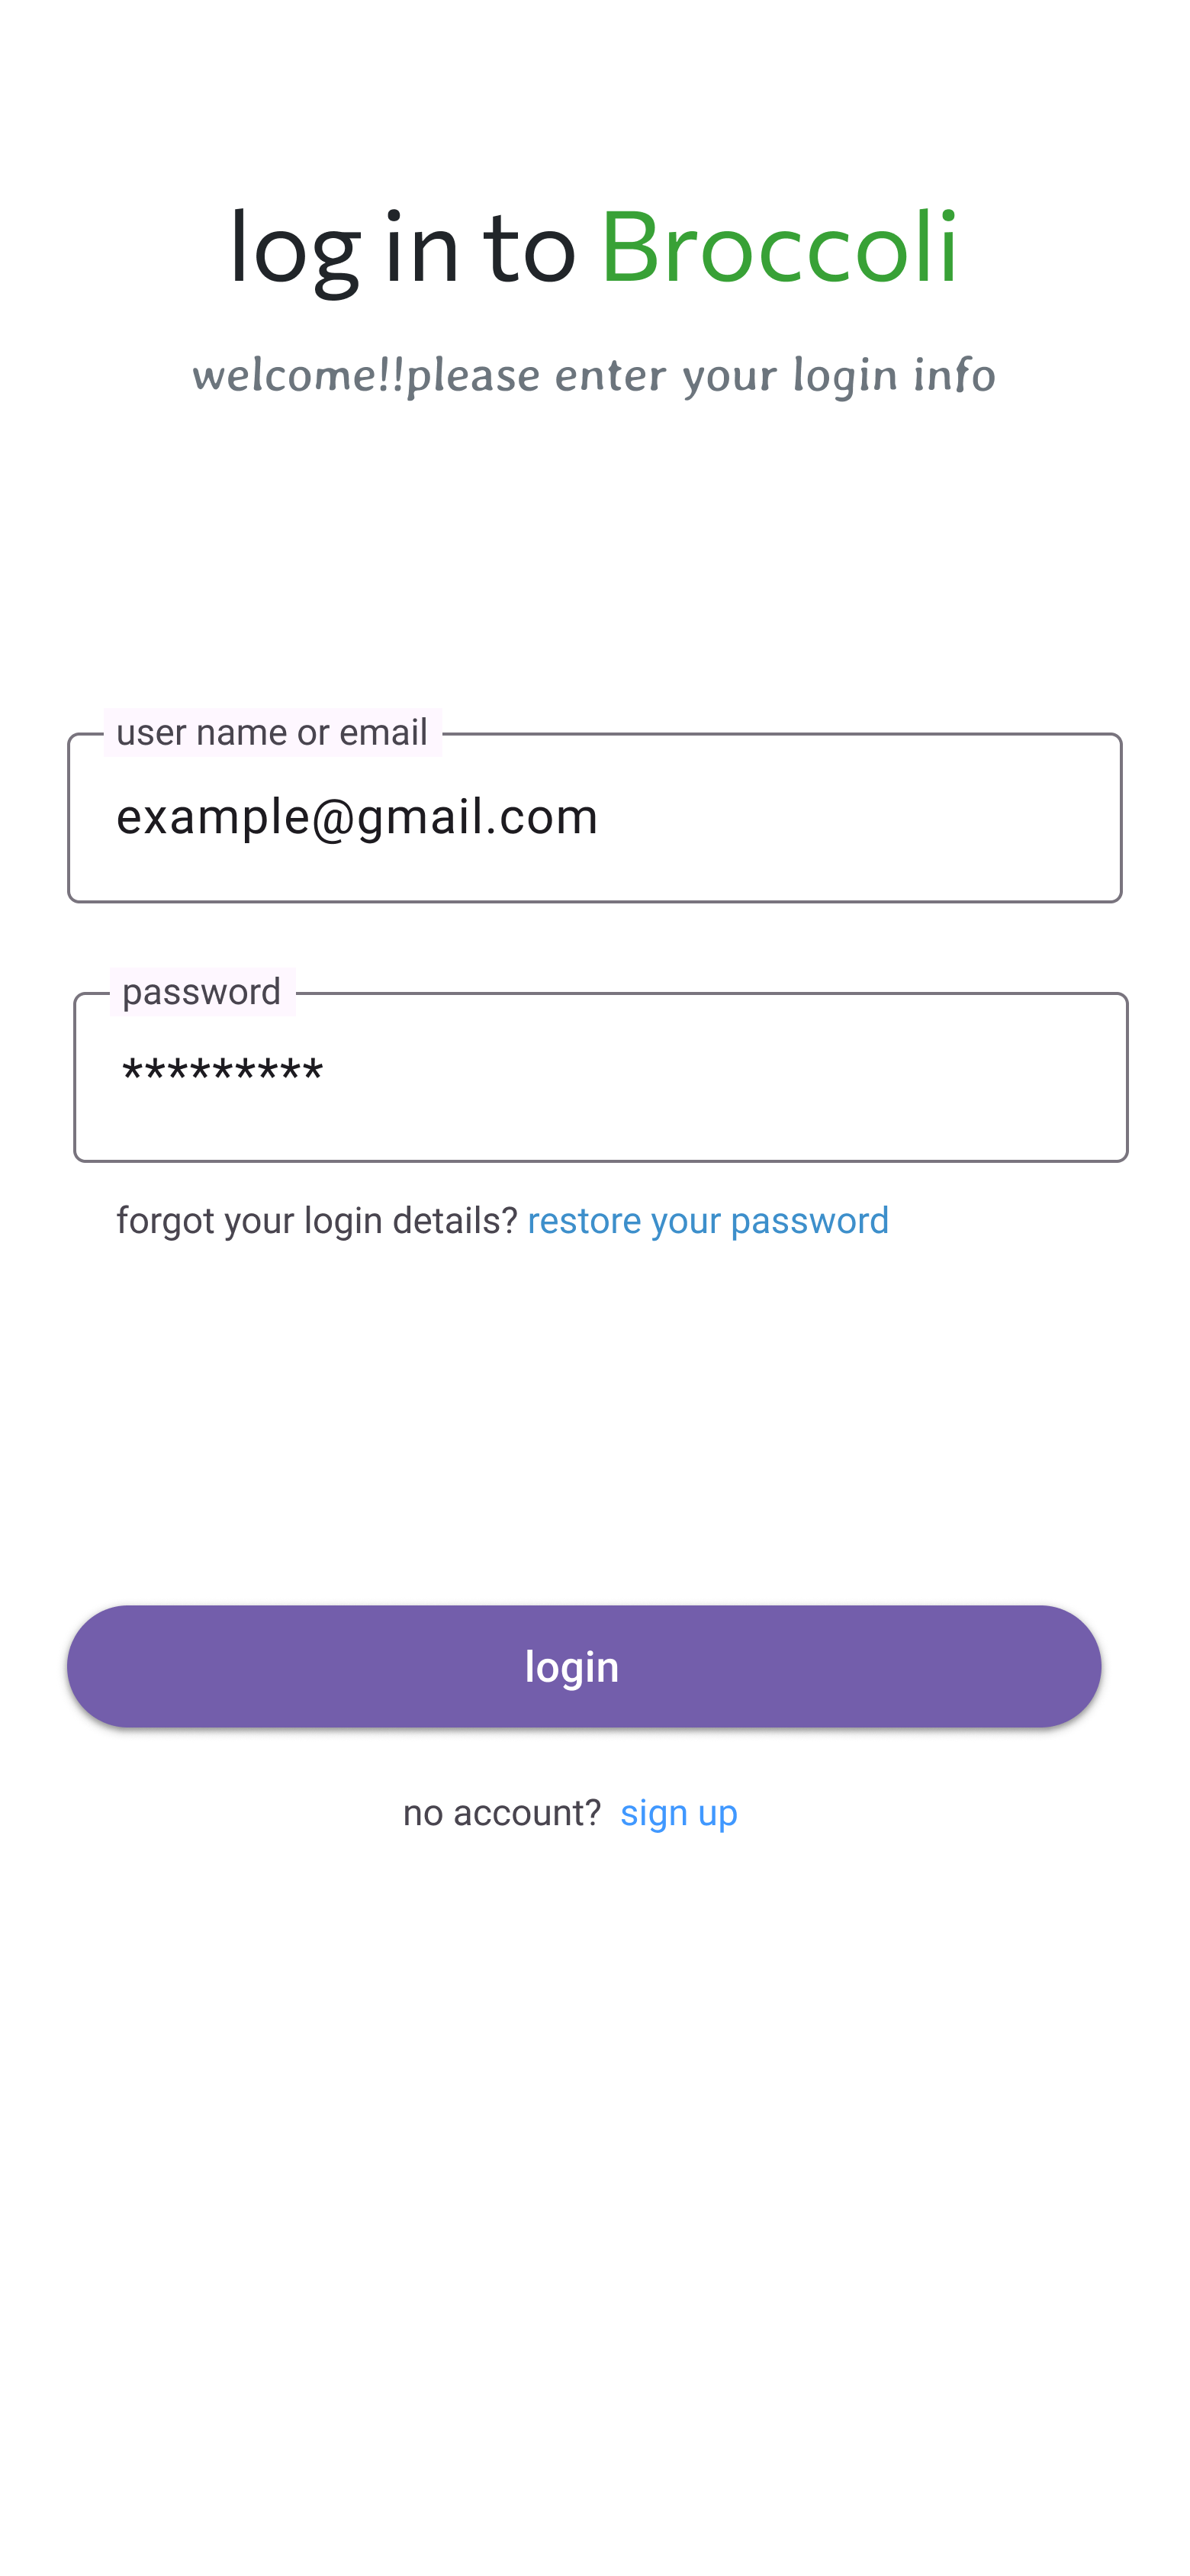 log in to Broccoli
welcome!!please enter your login info
user name or email
example@gmail.com
password
*********
forgot your login details? restore your password
login
no account? sign up